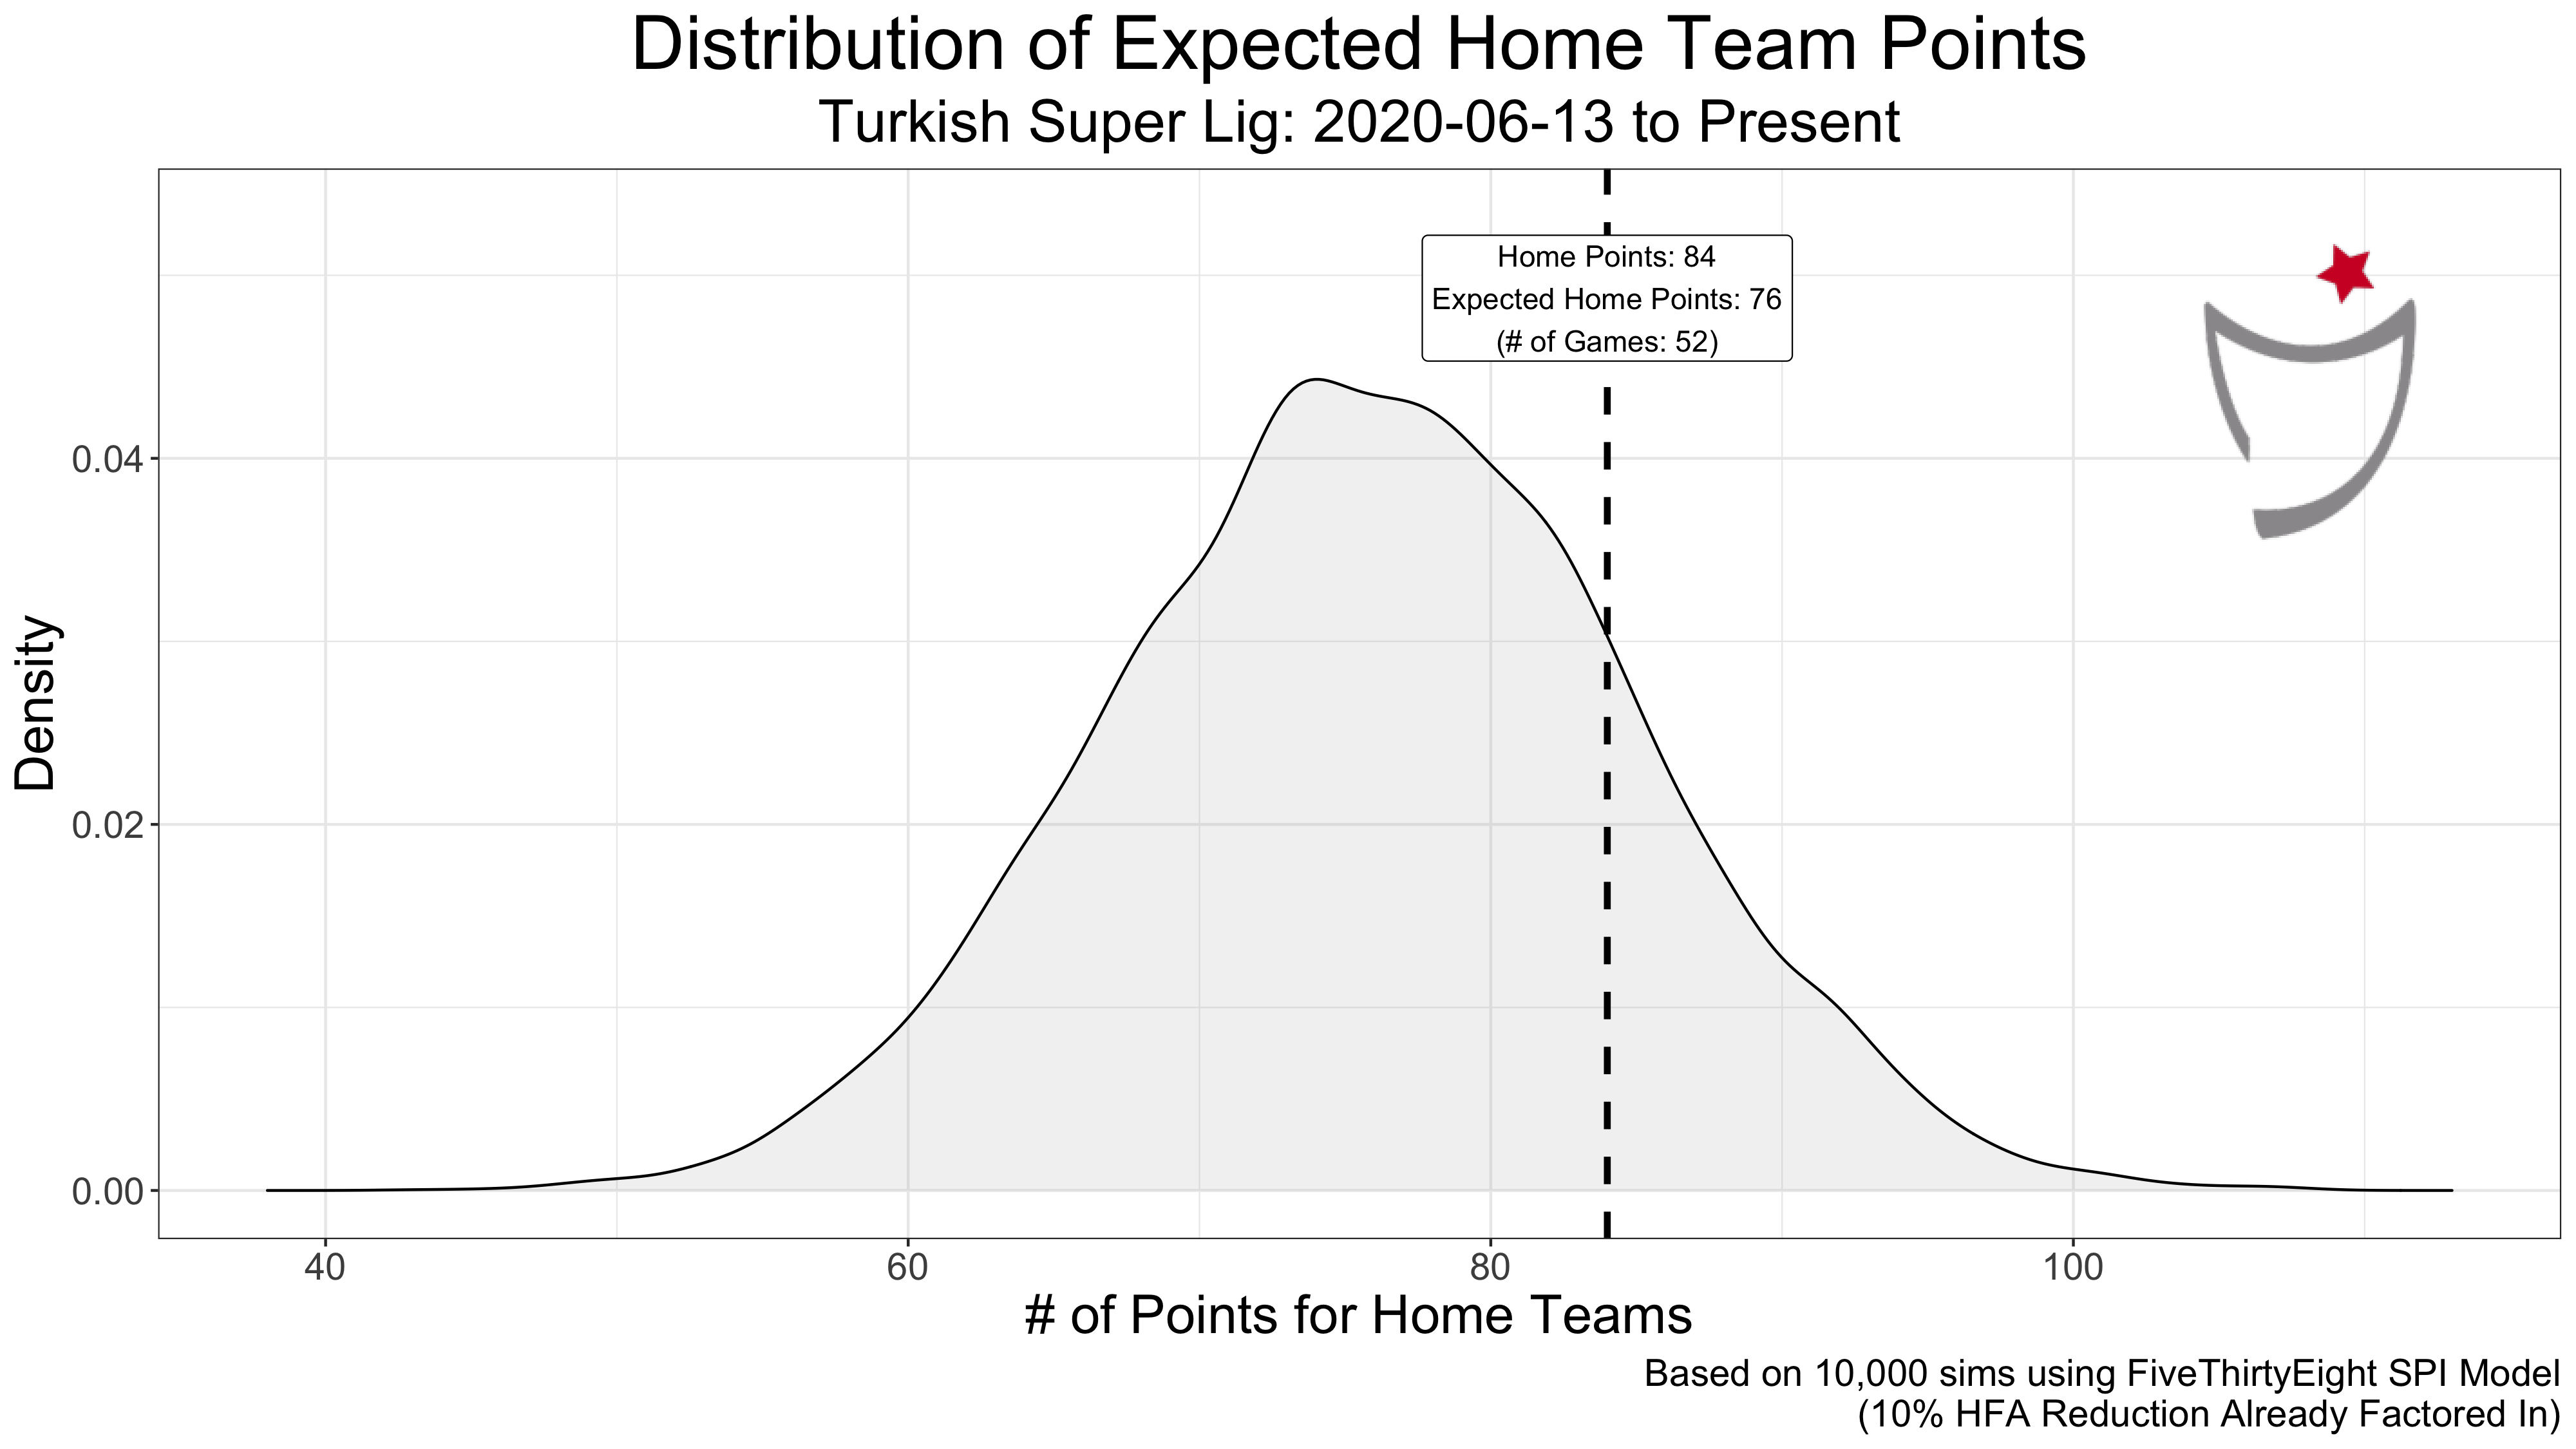 Distribution of Expected Home Team Points
Turkish Super Lig: 2020-06-13 to Present
Home Points: 84
Expected Home Points: 76
(# of Games: 52)
Density
0.04
0.02
0.00
40 60 80 100
# of Points for Home Teams
Based on 10,000 sims using FiveThirtyEight SPI Model
(10% HFA Reduction Already Factored In)